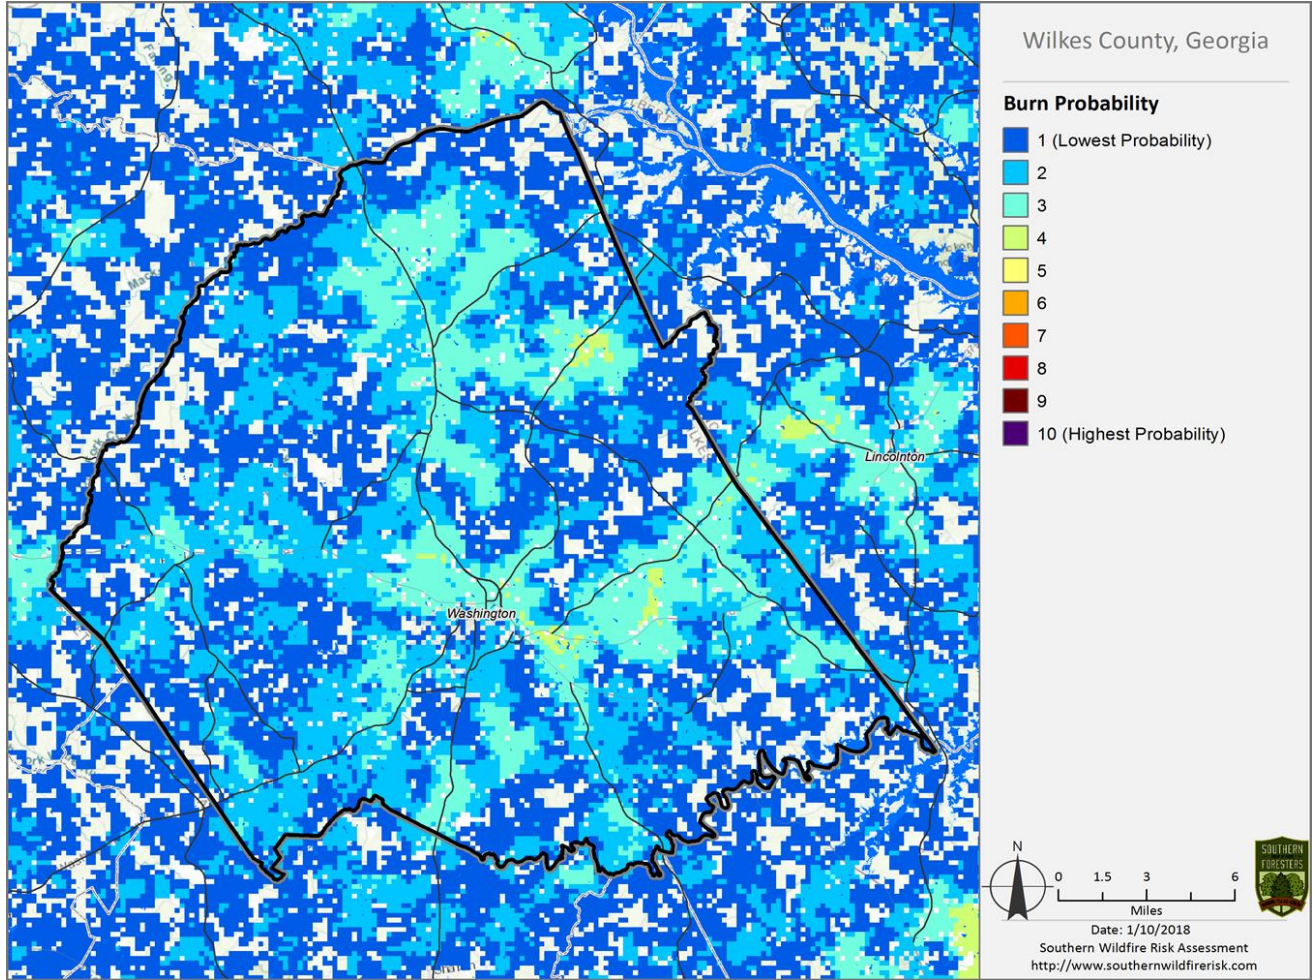 Wilkes County, Georgia
Burn Probability
1 (Lowest Probability)
2
3
4
5
6
7
8
9
10 (Highest Probability)
Lincolnton
Washington
N
0 1.5 3 6
Miles
SOUTHERN
FORESTERS
Date: 1/10/2018
Southern Wildfire Risk Assessment
http://www.southernwildfirerisk.com